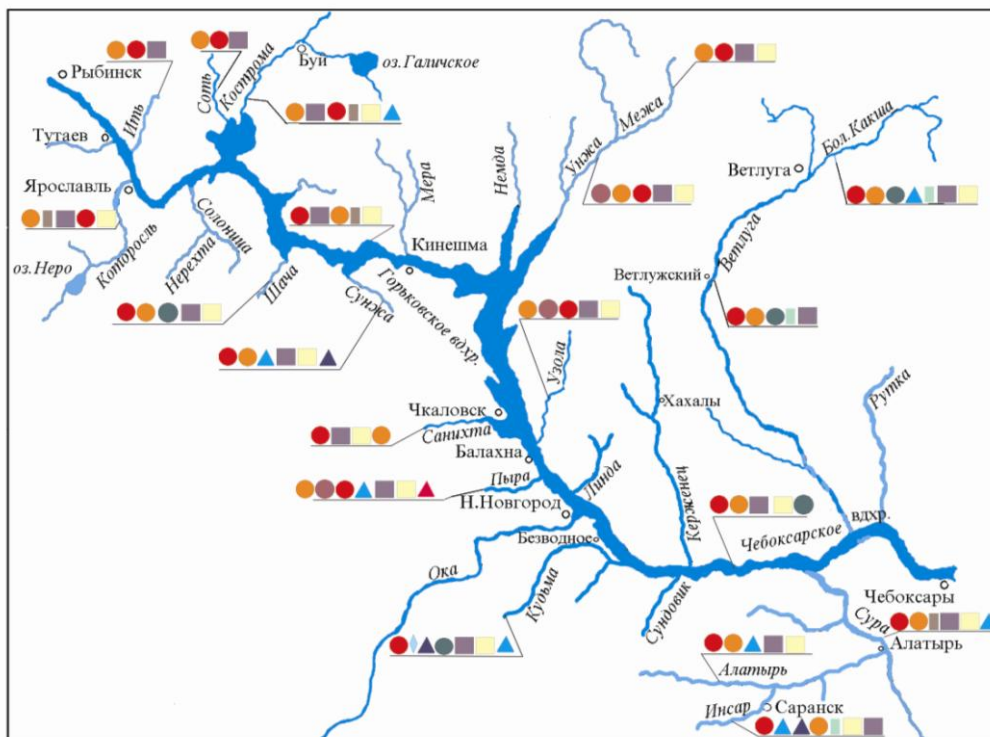 Рыбинск
Тутаев
Ить
Соть
Кострома
Буй
оз. Галичское
Ярославль
оз. Неро
Которосль
Нерехта
Солоница
Шача
Сунжа
Мера
Кинешма
Горьковское вдхр.
Немда
Унжа
Межа
Ветлуга
Бол. Какша
Ветлуга
Ветлужский
Узола
Хахалы
Рутка
Чкаловск
Санихта
Балахна
Пыра
Линда
Н.Новгород
Безводное
Керженец
Чебоксарское
вдхр.
Ока
Кудьма
Сундовик
Чебоксары
Сура
Алатырь
Алатырь
Инсар
Саранск